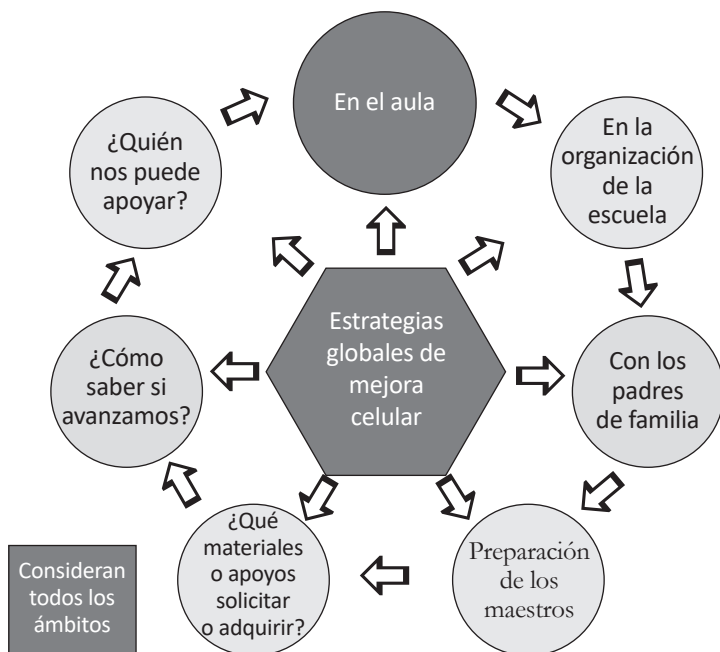 En el aula
En la
organización
de la
escuela
Con los
padres
de familia
Preparación
de los
maestros
¿Qué
materiales
o apoyos
solicitar
o adquirir?
¿Cómo
saber si
avanzamos?
¿Quién
nos puede
apoyar?
Estrategias
globales de
mejora
celular
Consideran
todos los
ámbitos